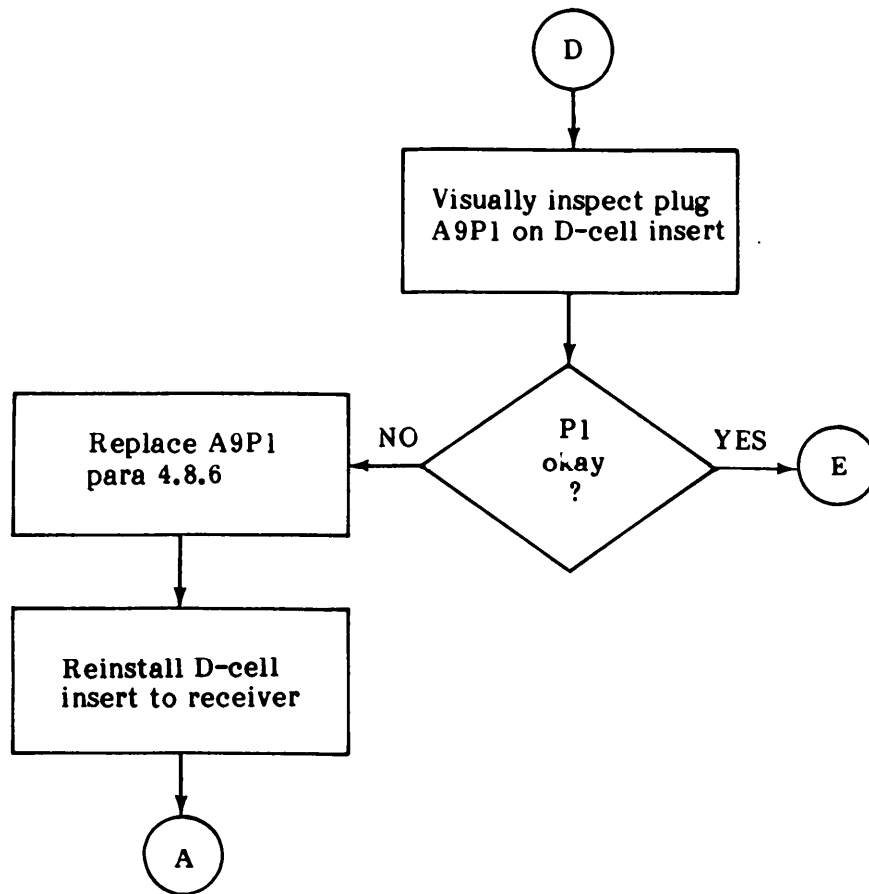 D
Visually inspect plug
A9P1 on D-cell insert
P1
okay
?
NO
YES
E
Replace A9P1
para 4.8.6
Reinstall D-cell
insert to receiver
A